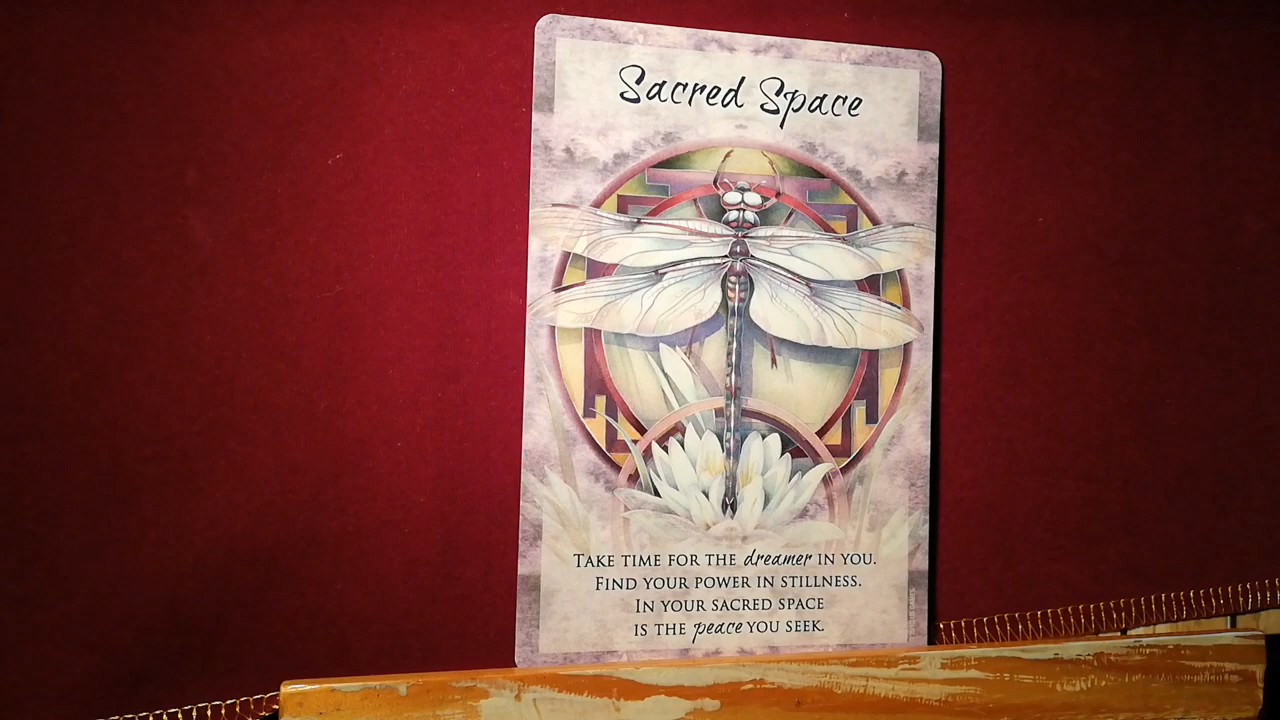 Sacred Space
TAKE TIME FOR THE dreamer IN YOU.
FIND YOUR POWER IN STILLNESS.
IN YOUR SACRED SPACE
IS THE peace YOU SEEK.